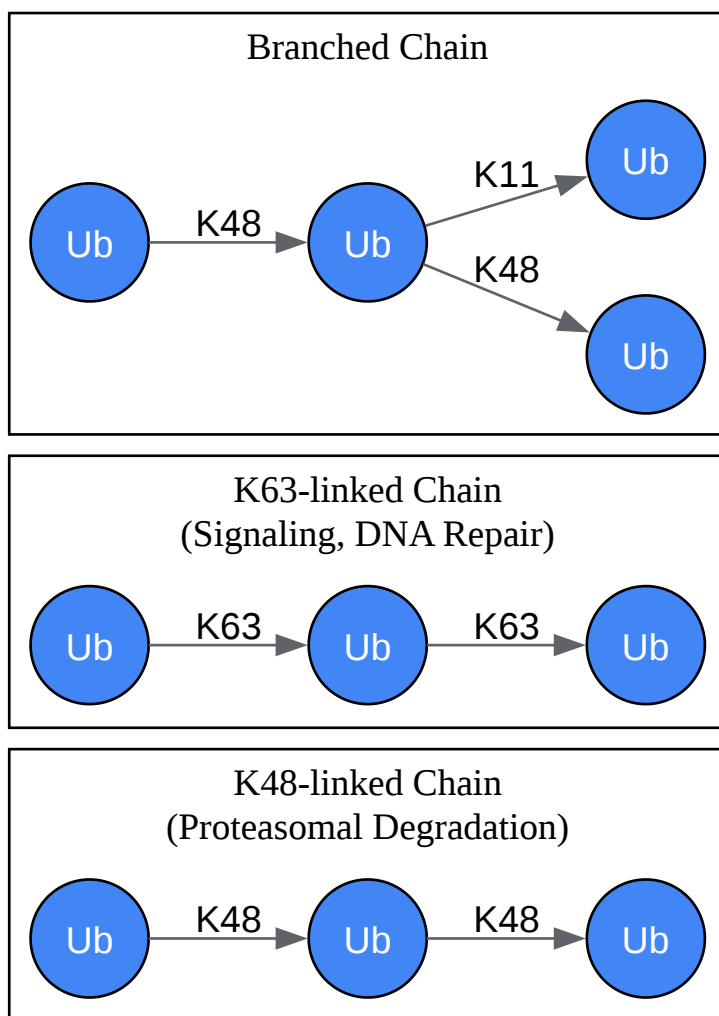 Branched Chain
Ub
K11
Ub K48 Ub
K48
Ub
K63-linked Chain
(Signaling, DNA Repair)
Ub K63 Ub K63 Ub
K48-linked Chain
(Proteasomal Degradation)
Ub K48 Ub K48 Ub